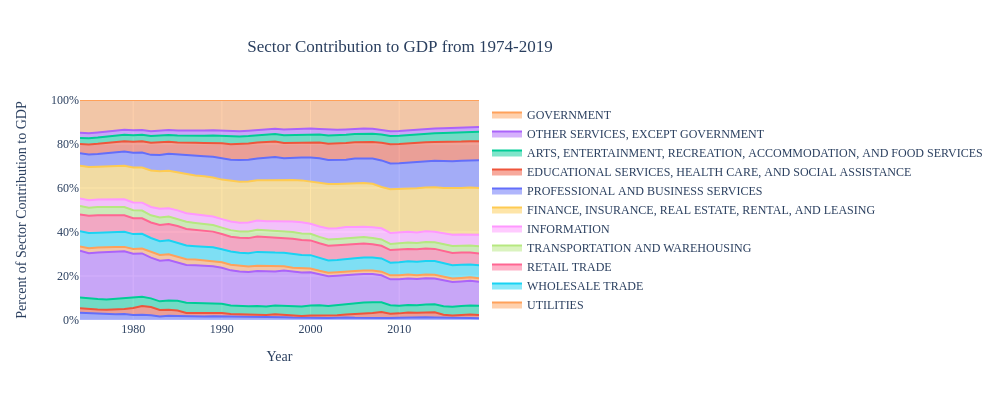 Sector Contribution to GDP from 1974-2019
Percent of Sector Contribution to GDP
100%
80%
60%
40%
20%
0%
1980
1990
2000
2010
Year
GOVERNMENT
OTHER SERVICES, EXCEPT GOVERNMENT
ARTS, ENTERTAINMENT, RECREATION, ACCOMMODATION, AND FOOD SERVICES
EDUCATIONAL SERVICES, HEALTH CARE, AND SOCIAL ASSISTANCE
PROFESSIONAL AND BUSINESS SERVICES
FINANCE, INSURANCE, REAL ESTATE, RENTAL, AND LEASING
INFORMATION
TRANSPORTATION AND WAREHOUSING
RETAIL TRADE
WHOLESALE TRADE
UTILITIES